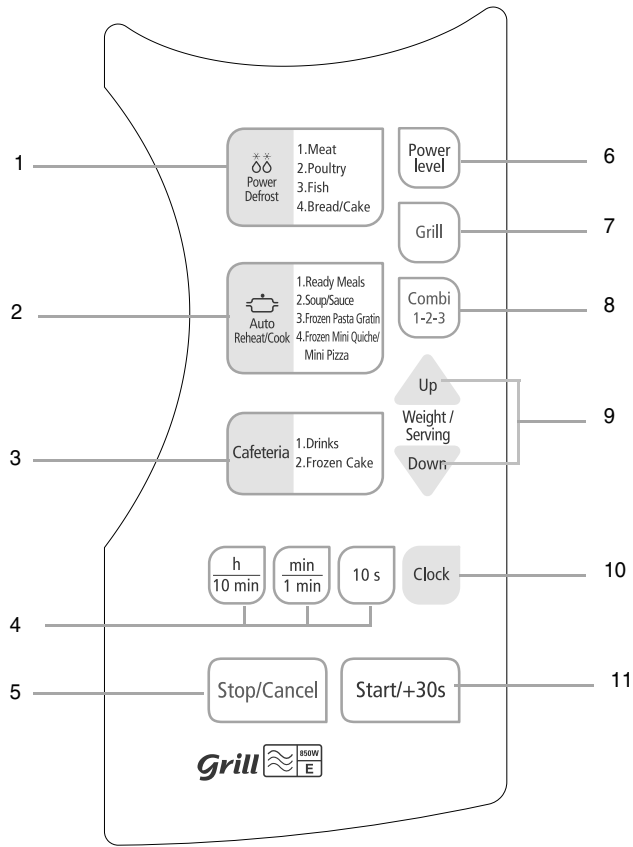 1
Power
Defrost
1.Meat
2.Poultry
3.Fish
4.Bread/Cake
Power
level
6
Grill
7
2
Auto
Reheat/Cook
1.Ready Meals
2.Soup/Sauce
3.Frozen Pasta Gratin
4.Frozen Mini Quiche/
Mini Pizza
Combi
1-2-3
8
Up
Weight /
Serving
Down
9
3
Cafeteria
1.Drinks
2.Frozen Cake
h
10 min
min
1 min
10 s
Clock
10
4
5
Stop/Cancel
Start/+30s
11
Grill
850W
E